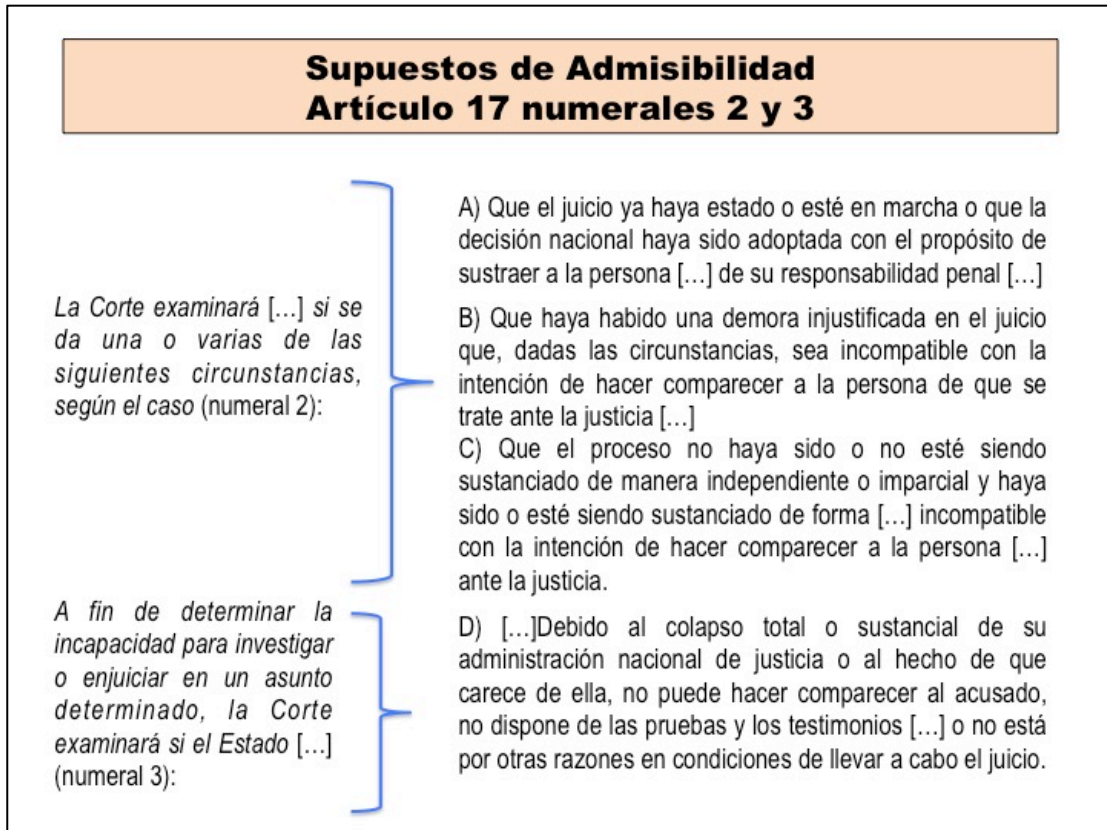 Supuestos de Admisibilidad
Artículo 17 numerales 2 y 3
La Corte examinará […] si se
da una o varias de las
siguientes circunstancias,
según el caso (numeral 2):
A) Que el juicio ya haya estado o esté en marcha o que la
decisión nacional haya sido adoptada con el propósito de
sustraer a la persona […] de su responsabilidad penal […]
B) Que haya habido una demora injustificada en el juicio
que, dadas las circunstancias, sea incompatible con la
intención de hacer comparecer a la persona de que se
trate ante la justicia […]
C) Que el proceso no haya sido o no esté siendo
sustanciado de manera independiente o imparcial y haya
sido o esté siendo sustanciado de forma […] incompatible
con la intención de hacer comparecer a la persona […]
ante la justicia.
A fin de determinar la
incapacidad para investigar
o enjuiciar en un asunto
determinado, la Corte
examinará si el Estado […]
(numeral 3):
D) […]Debido al colapso total o sustancial de su
administración nacional de justicia o al hecho de que
carece de ella, no puede hacer comparecer al acusado,
no dispone de las pruebas y los testimonios […] o no está
por otras razones en condiciones de llevar a cabo el juicio.